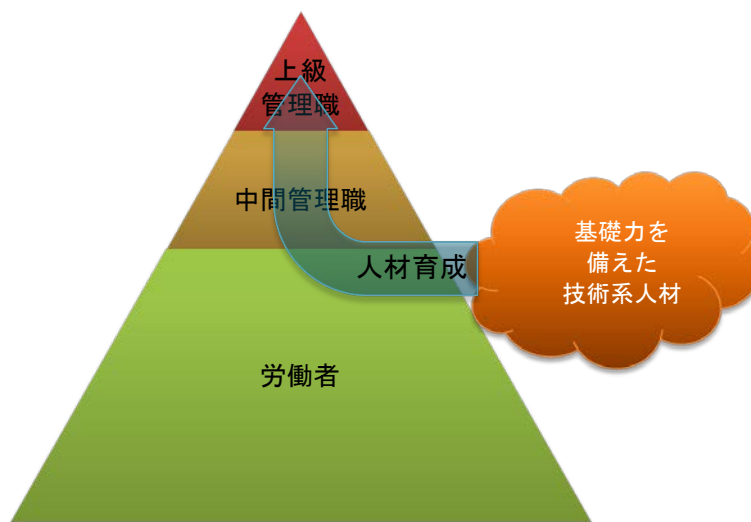 上級
管理職
中間管理職
人材育成
基礎力を
備えた
技術系人材
労働者